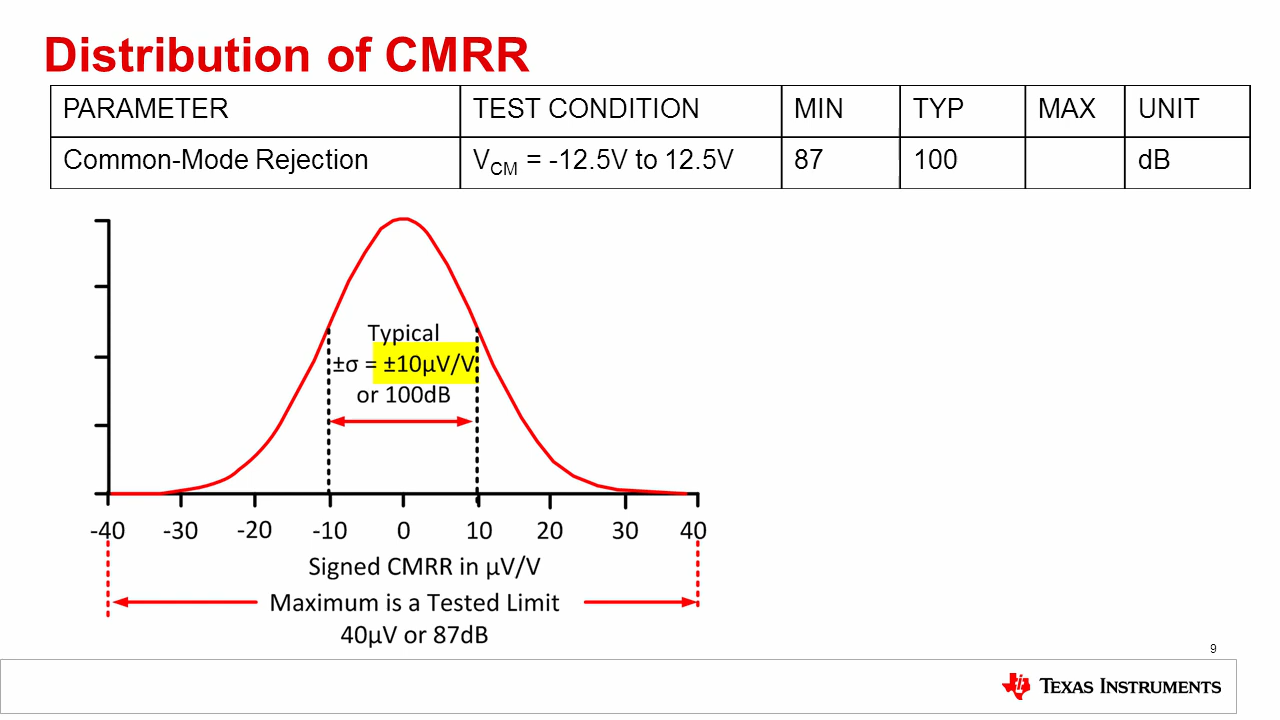 Distribution of CMRR
PARAMETER TEST CONDITION MIN TYP MAX UNIT
Common-Mode Rejection VCM = -12.5V to 12.5V 87 100 dB
Typical
±σ = ±10µV/V
or 100dB
-40 -30 -20 -10 0 10 20 30 40
Signed CMRR in µV/V
Maximum is a Tested Limit
40µV or 87dB
9
TEXAS INSTRUMENTS